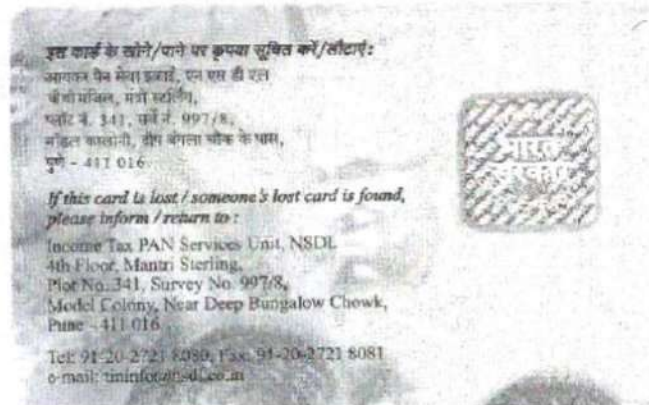 इस कार्ड के खोने/पाने पर कृपया सूचित करें/लौटाएं:
आयकर पैन सेवा इकाई, एन एस डी एल
मंत्री स्टर्लिंग,
प्लॉट नं. 341, सर्वे नं. 997/8,
मॉडल कालोनी, दीप बंगला चौक के पास,
पुणे - 411 016
If this card is lost / someone's lost card is found,
please inform / return to :
Income Tax PAN Services Unit, NSDL
4th Floor, Mantri Sterling,
Plot No. 341, Survey No. 997/8,
Model Colony, Near Deep Bungalow Chowk,
Pune - 411 016
Tel: 91-20-2721 8080, Fax: 91-20-2721 8081
e-mail: tininfo@nsdl.co.in
भारत
सरकार